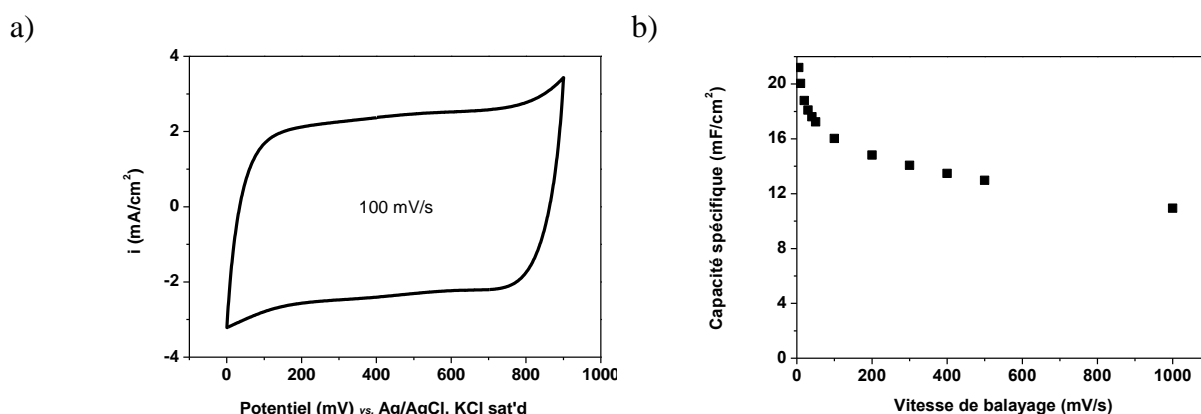 a)
4
2
0
-2
-4
i (mA/cm²)
100 mV/s
0 200 400 600 800 1000
Potentiel (mV) vs. Ag/AgCl, KCl sat'd
b)
20
16
12
8
4
0
Capacité spécifique (mF/cm²)
0 200 400 600 800 1000
Vitesse de balayage (mV/s)